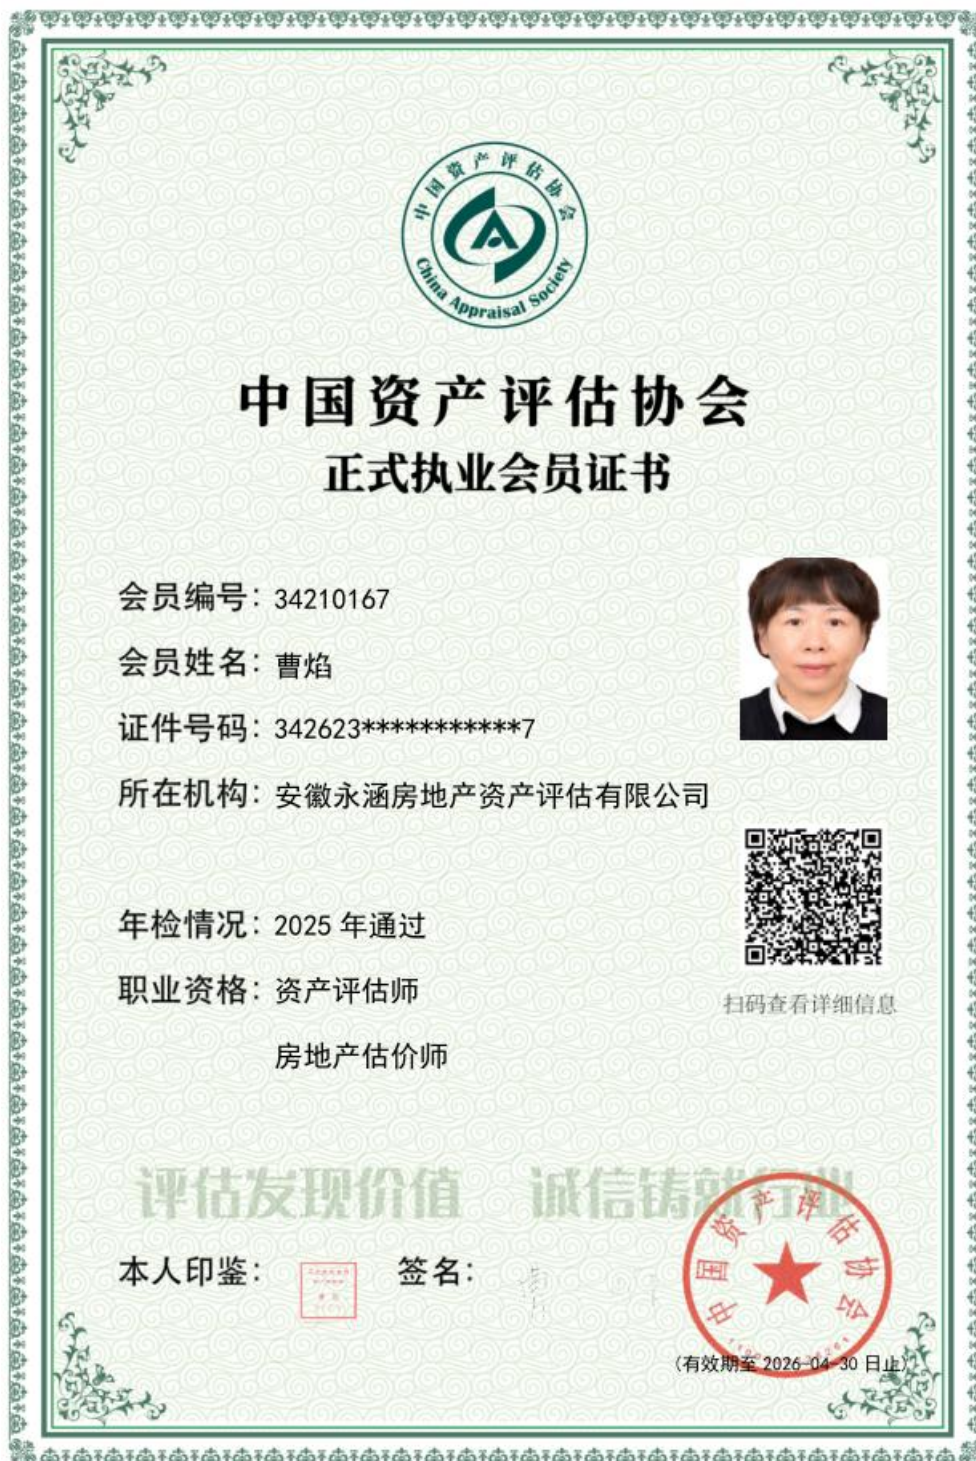 中国资产评估协会
China Appraisal Society
中国资产评估协会
正式执业会员证书
会员编号：34210167
会员姓名：曹焰
证件号码：342623***********7
所在机构：安徽永涵房地产资产评估有限公司
年检情况：2025 年通过
职业资格：资产评估师
房地产估价师
扫码查看详细信息
评估发现价值 诚信铸就行业
本人印鉴：
签名：
中国资产评估协会
(有效期至 2026-04-30 日止)